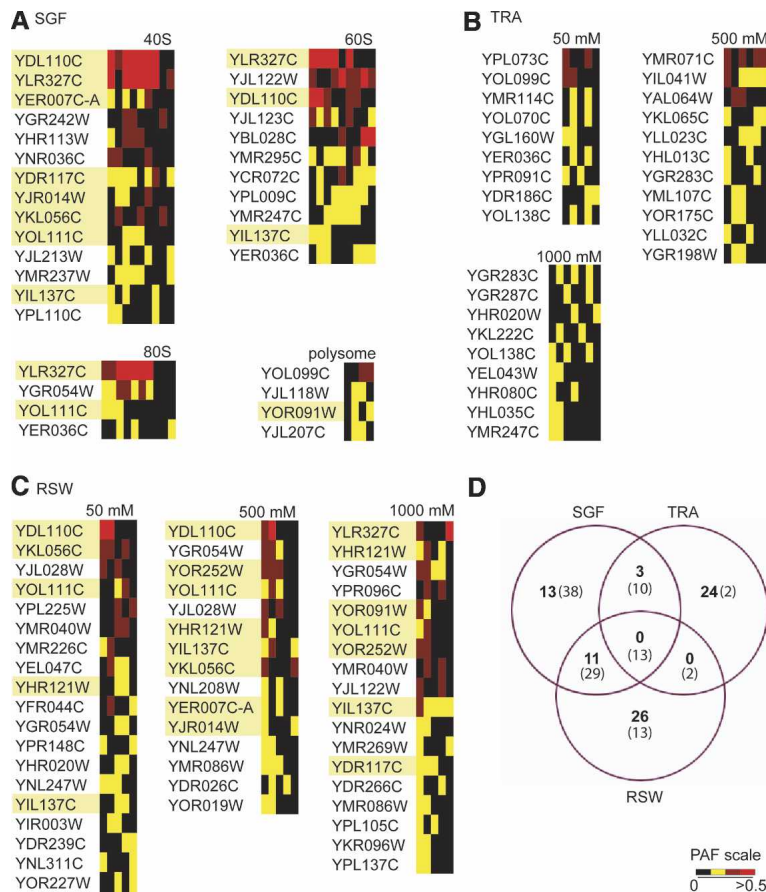 A SGF
40S
YDL110C
YLR327C
YER007C-A
YGR242W
YHR113W
YNR036C
YDR117C
YJR014W
YKL056C
YOL111C
YJL213W
YMR237W
YIL137C
YPL110C
60S
YLR327C
YJL122W
YDL110C
YJL123C
YBL028C
YMR295C
YCR072C
YPL009C
YMR247C
YIL137C
YER036C
80S
YLR327C
YGR054W
YOL111C
YER036C
polysome
YOL099C
YJL118W
YOR091W
YJL207C
B TRA
50 mM
YPL073C
YOL099C
YMR114C
YOL070C
YGL160W
YER036C
YPR091C
YDR186C
YOL138C
500 mM
YMR071C
YIL041W
YAL064W
YKL065C
YLL023C
YHL013C
YGR283C
YML107C
YOR175C
YLL032C
YGR198W
1000 mM
YGR283C
YGR287C
YHR020W
YKL222C
YOL138C
YEL043W
YHR080C
YHL035C
YMR247C
C RSW
50 mM
YDL110C
YKL056C
YJL028W
YOL111C
YPL225W
YMR040W
YMR226C
YEL047C
YHR121W
YFR044C
YGR054W
YPR148C
YHR020W
YNL247W
YIL137C
YIR003W
YDR239C
YNL311C
YOR227W
500 mM
YDL110C
YGR054W
YOR252W
YOL111C
YJL028W
YHR121W
YIL137C
YKL056C
YNL208W
YER007C-A
YJR014W
YNL247W
YMR086W
YDR026C
YOR019W
1000 mM
YLR327C
YHR121W
YGR054W
YPR096C
YOR091W
YOL111C
YOR252W
YMR040W
YJL122W
YIL137C
YNR024W
YMR269W
YDR117C
YDR266C
YMR086W
YPL105C
YKR096W
YPL137C
D
SGF TRA
3
(10)
13(38)
24(2)
0
(13)
11
(29)
0
(2)
26
(13)
RSW
PAF scale
0 >0.5